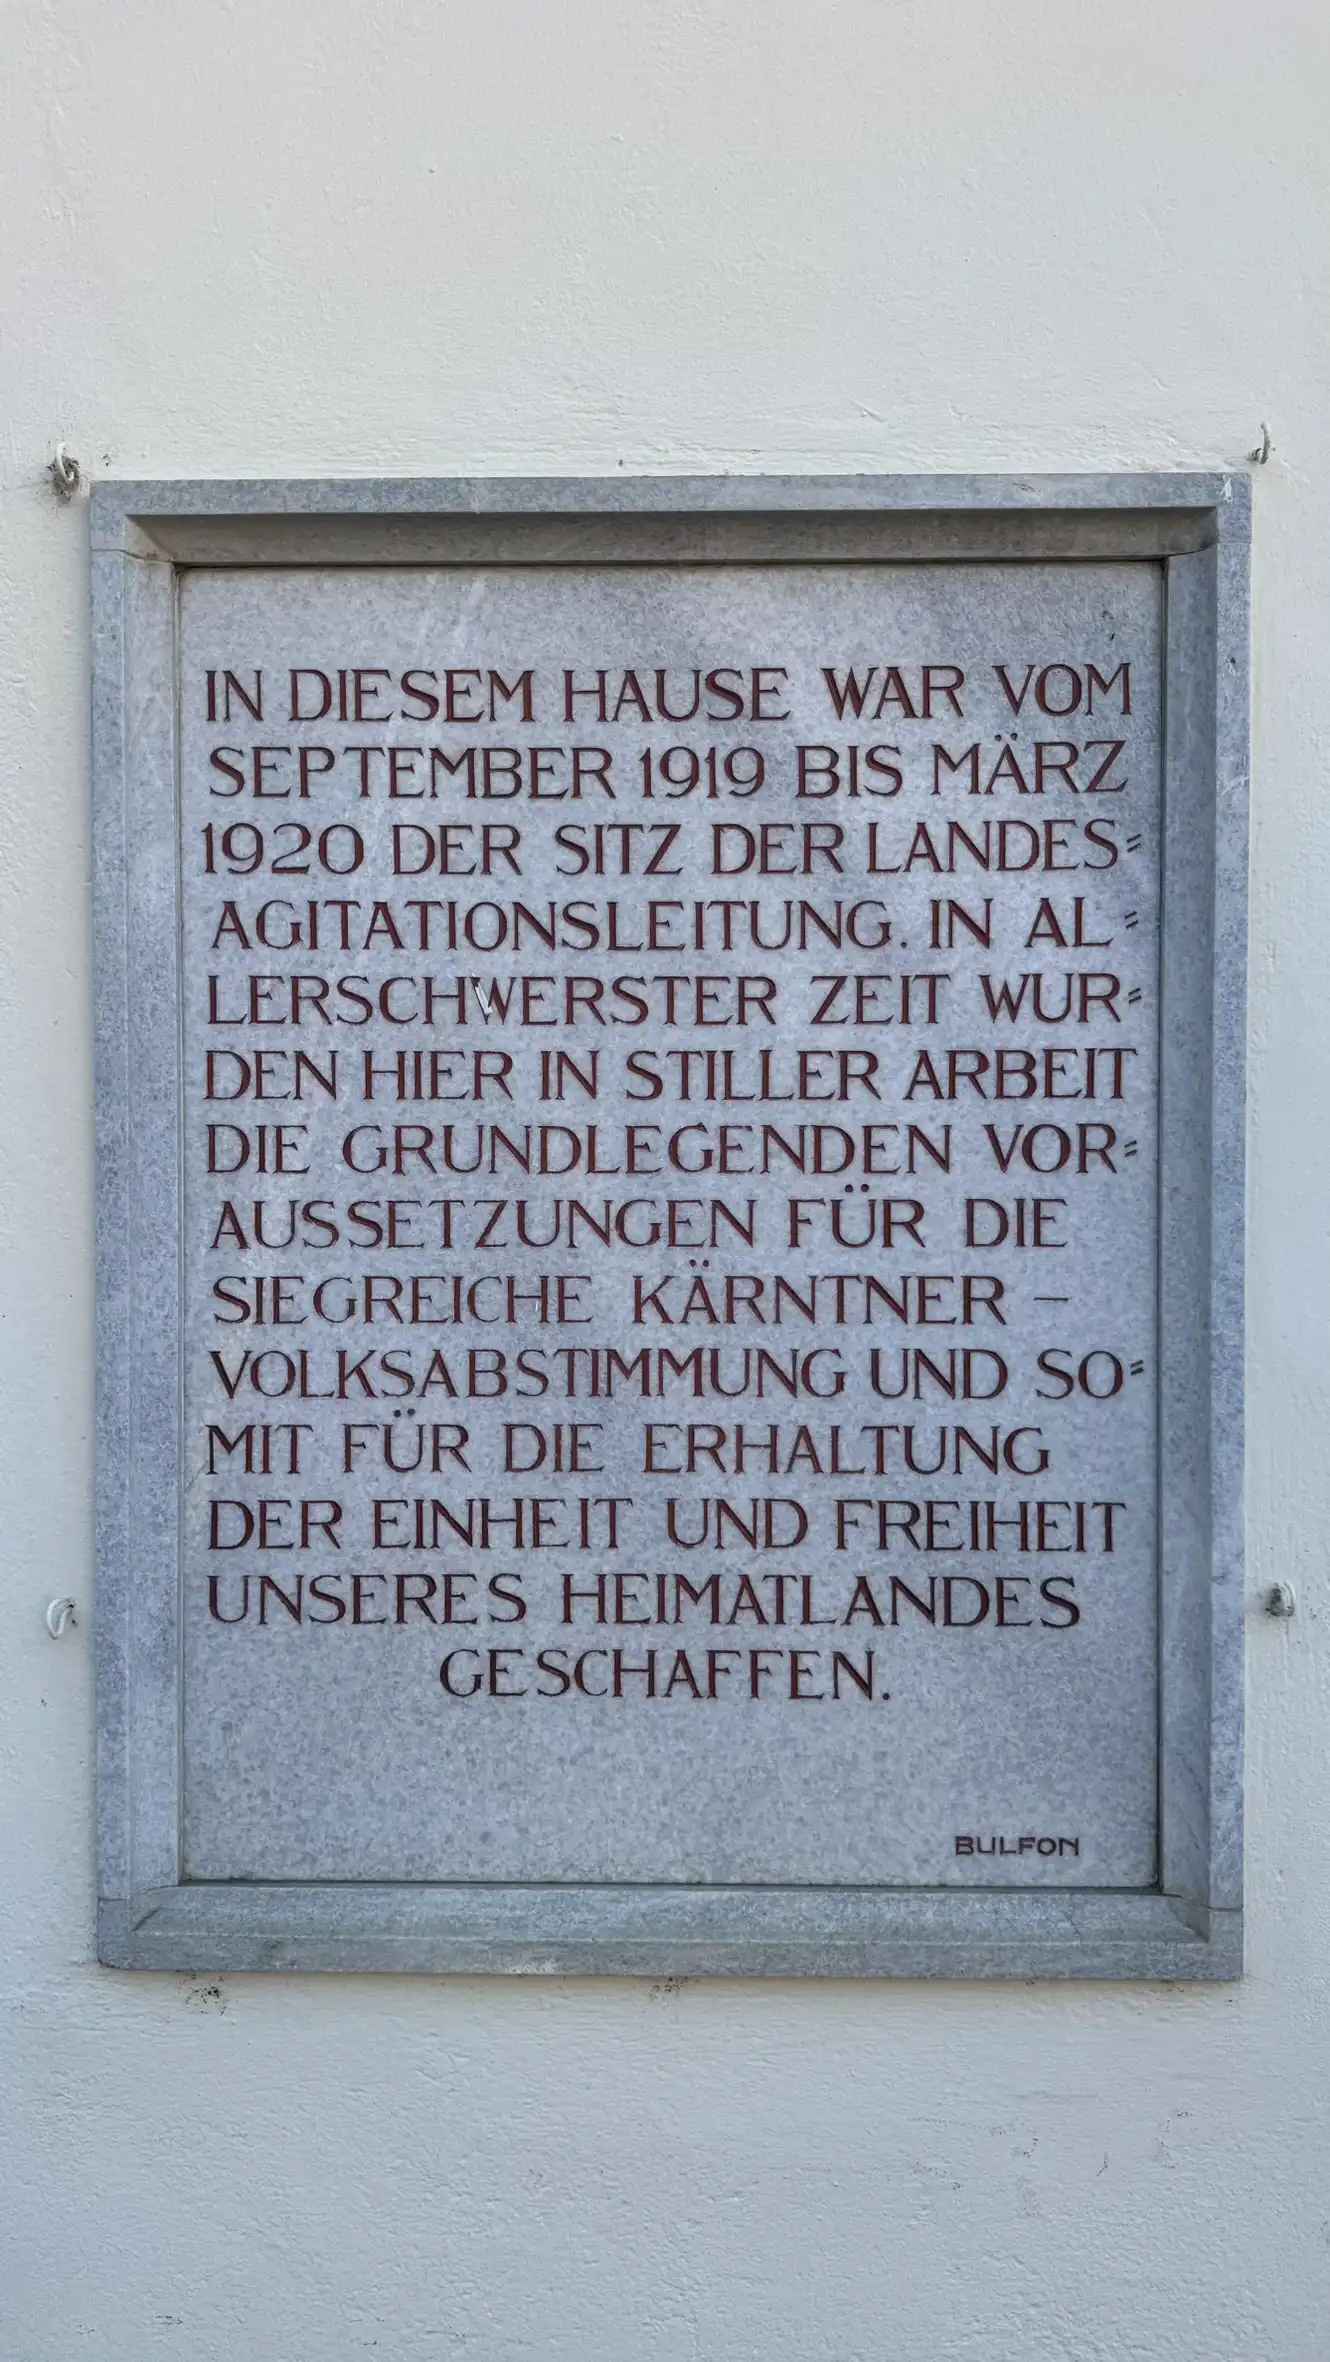 IN DIESEM HAUSE WAR VOM
SEPTEMBER 1919 BIS MÄRZ
1920 DER SITZ DER LANDES=
AGITATIONSLEITUNG. IN AL=
LERSCHWERSTER ZEIT WUR=
DEN HIER IN STILLER ARBEIT
DIE GRUNDLEGENDEN VOR=
AUSSETZUNGEN FÜR DIE
SIEGREICHE KÄRNTNER –
VOLKSABSTIMMUNG UND SO=
MIT FÜR DIE ERHALTUNG
DER EINHEIT UND FREIHEIT
UNSERES HEIMATLANDES
GESCHAFFEN.
BULFON